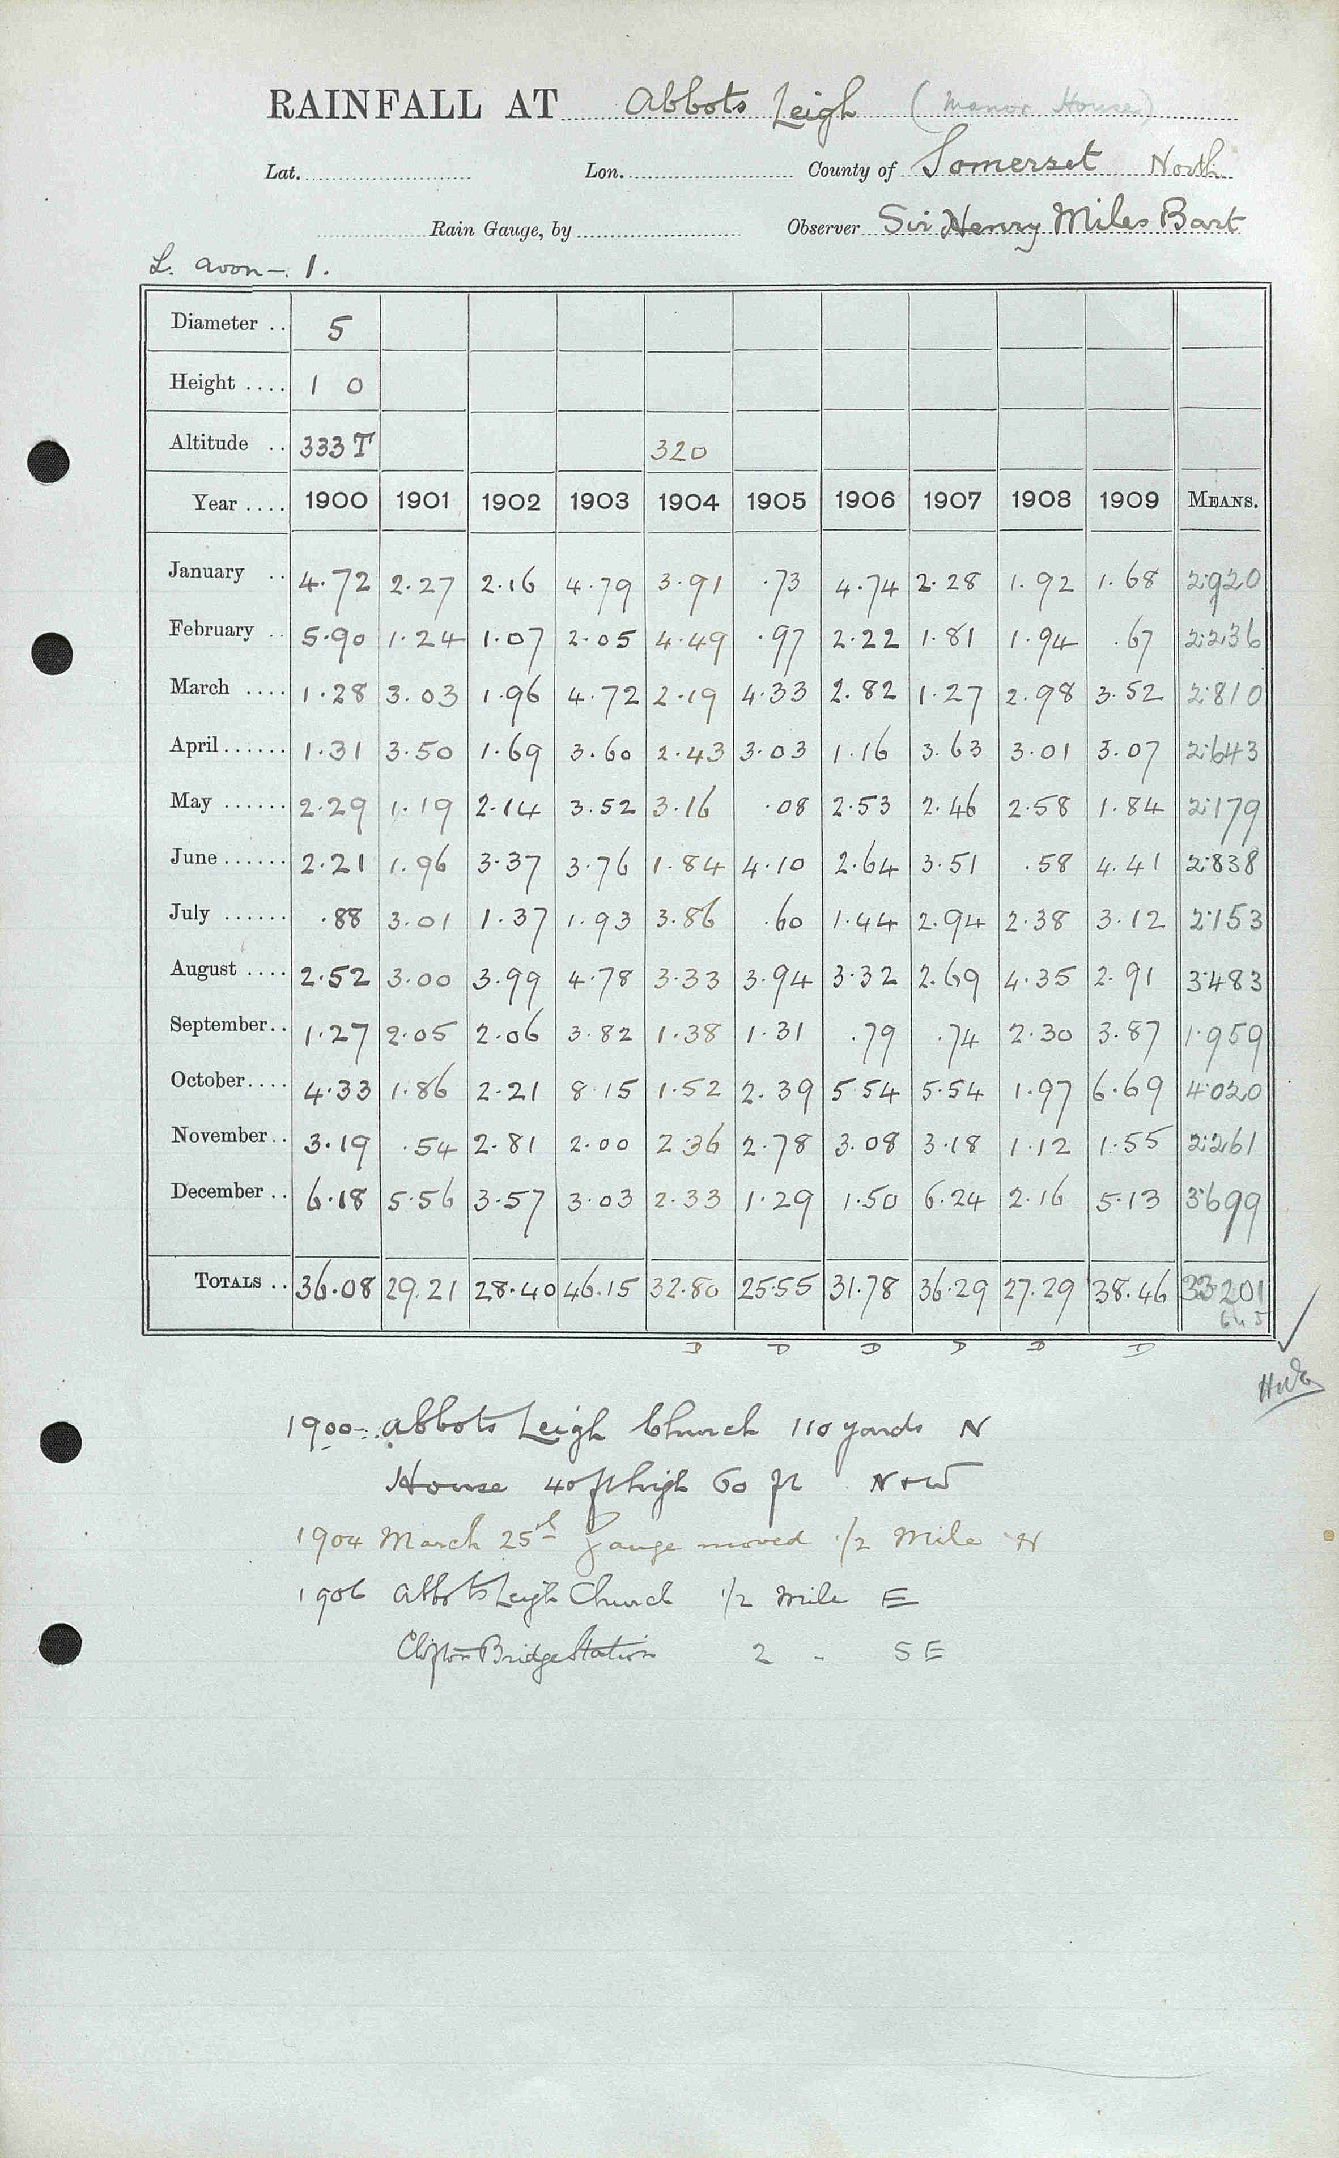 RAINFALL AT Abbots Leigh (Manor House)
Lat. Lon. County of Somerset North
Rain Gauge, by Observer Sir Henry Miles Bart
L. Avon – 1.
Diameter .. 5
Height .... 1 0
Altitude .. 333 T 320
Year .... 1900 1901 1902 1903 1904 1905 1906 1907 1908 1909 MEANS.
January .. 4.72 2.27 2.16 4.79 3.91 .73 4.74 2.28 1.92 1.68 2.920
February .. 5.90 1.24 1.07 2.05 4.49 .97 2.22 1.81 1.94 .67 2.236
March .... 1.28 3.03 1.96 4.72 2.19 4.33 2.82 1.27 2.98 3.52 2.810
April ...... 1.31 3.50 1.69 3.60 2.43 3.03 1.16 3.63 3.01 3.07 2.643
May ...... 2.29 1.19 2.14 3.52 3.16 .08 2.53 2.46 2.58 1.84 2.179
June ...... 2.21 1.96 3.37 3.76 1.84 4.10 2.64 3.51 .58 4.41 2.838
July ...... .88 3.01 1.37 1.93 3.86 .60 1.44 2.94 2.38 3.12 2.153
August .... 2.52 3.00 3.99 4.78 3.33 3.94 3.32 2.69 4.35 2.91 3.483
September .. 1.27 2.05 2.06 3.82 1.38 1.31 .79 .74 2.30 3.87 1.959
October .... 4.33 1.86 2.21 8.15 1.52 2.39 5.54 5.54 1.97 6.69 4.020
November .. 3.19 .54 2.81 2.00 2.36 2.78 3.08 3.18 1.12 1.55 2.261
December .. 6.18 5.56 3.57 3.03 2.33 1.29 1.50 6.24 2.16 5.13 3.699
TOTALS .. 36.08 29.21 28.40 46.15 32.80 25.55 31.78 36.29 27.29 38.46 33.201
D D D D D D
1900 Abbots Leigh Church 110 yards N
House 40 ft high 60 ft N + W
1904 March 25th Gauge moved 1/2 Mile N
1906 Abbots Leigh Church 1/2 mile E
Clifton Bridge Station 2 " SE